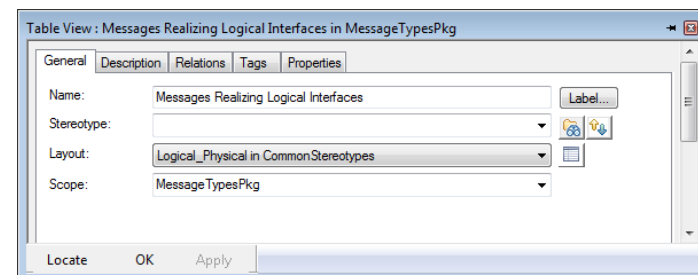 Table View : Messages Realizing Logical Interfaces in MessageTypesPkg
General Description Relations Tags Properties
Name: Messages Realizing Logical Interfaces Label...
Stereotype:
Layout: Logical_Physical in CommonStereotypes
Scope: MessageTypesPkg
Locate OK Apply